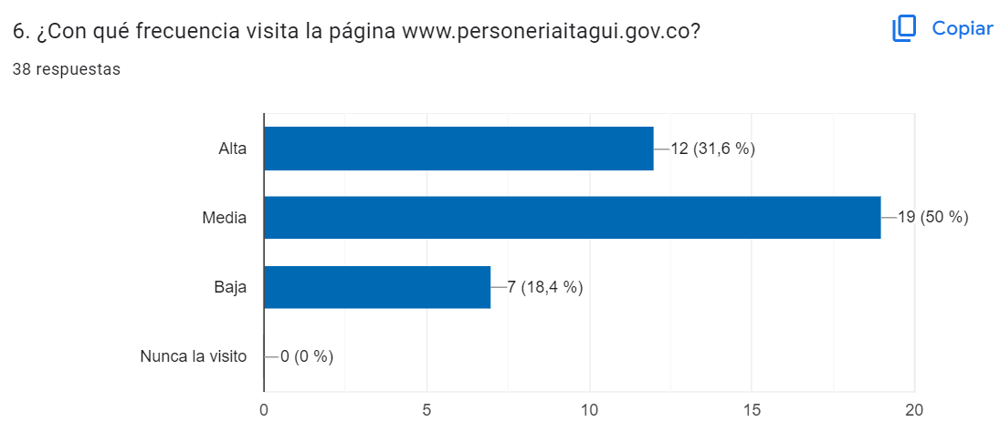 6. ¿Con qué frecuencia visita la página www.personeriaitagui.gov.co?
Copiar
38 respuestas
Alta
12 (31,6 %)
Media
19 (50 %)
Baja
7 (18,4 %)
Nunca la visito
0 (0 %)
0 5 10 15 20